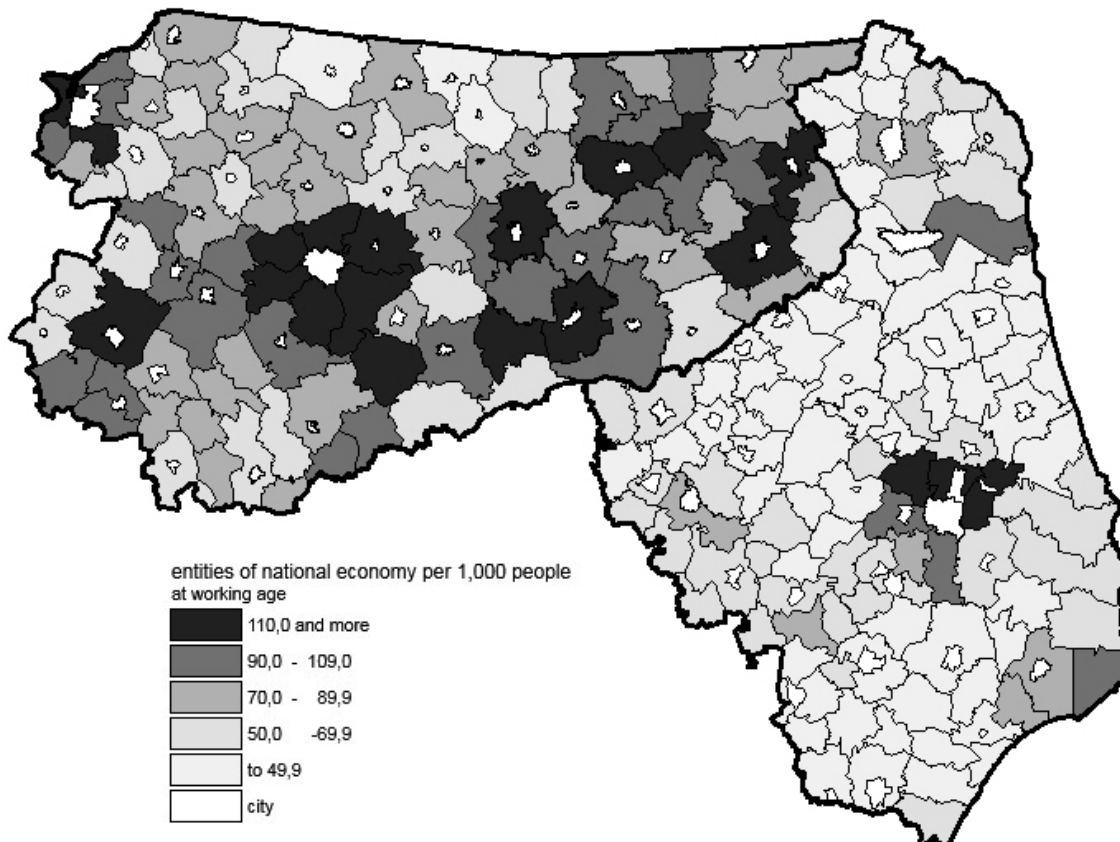 entities of national economy per 1,000 people
at working age
110,0 and more
90,0 - 109,0
70,0 - 89,9
50,0 -69,9
to 49,9
city